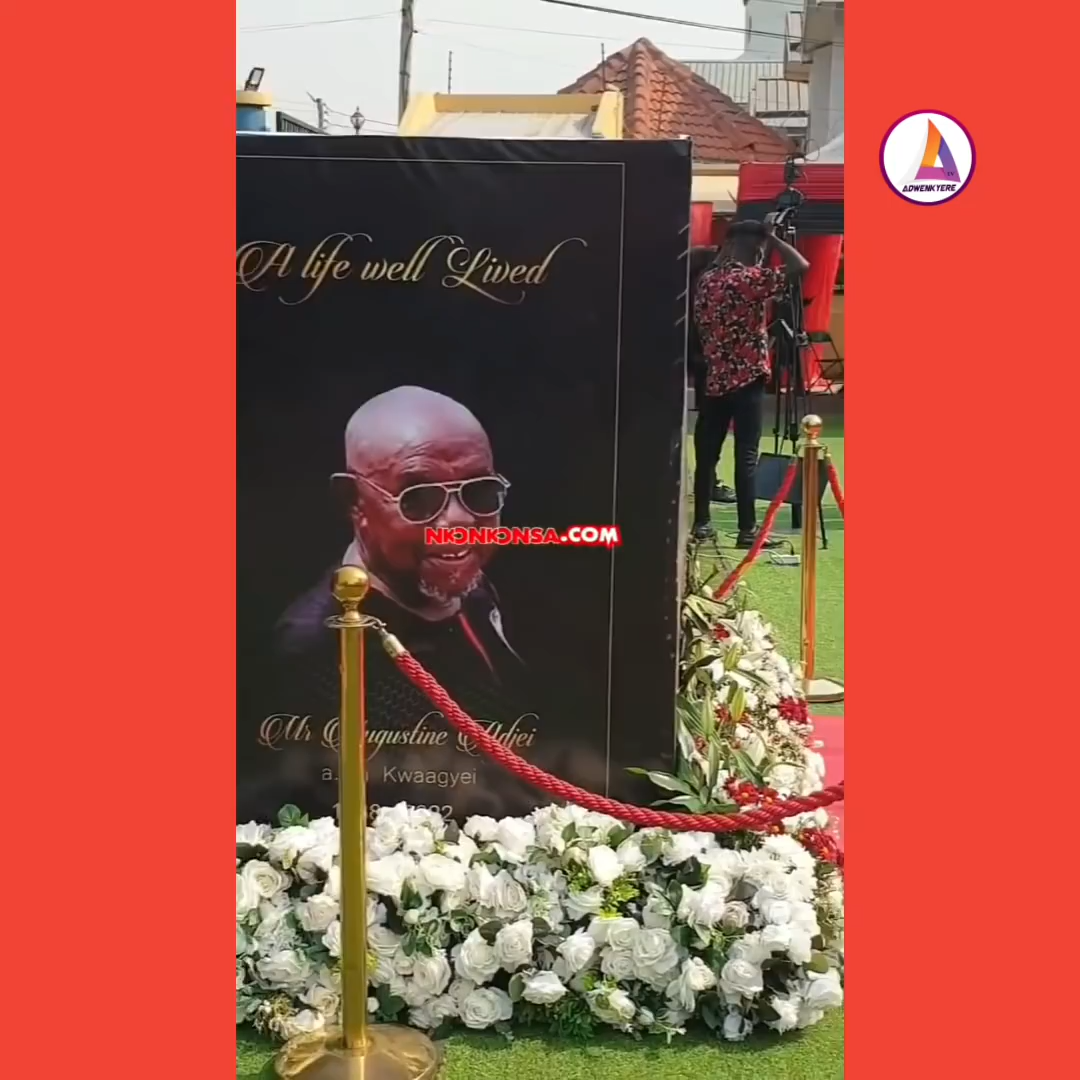 A life well Lived
NKONKONSA.COM
Mr Augustine Adjei
Kwaagyei
ADWENKYERE